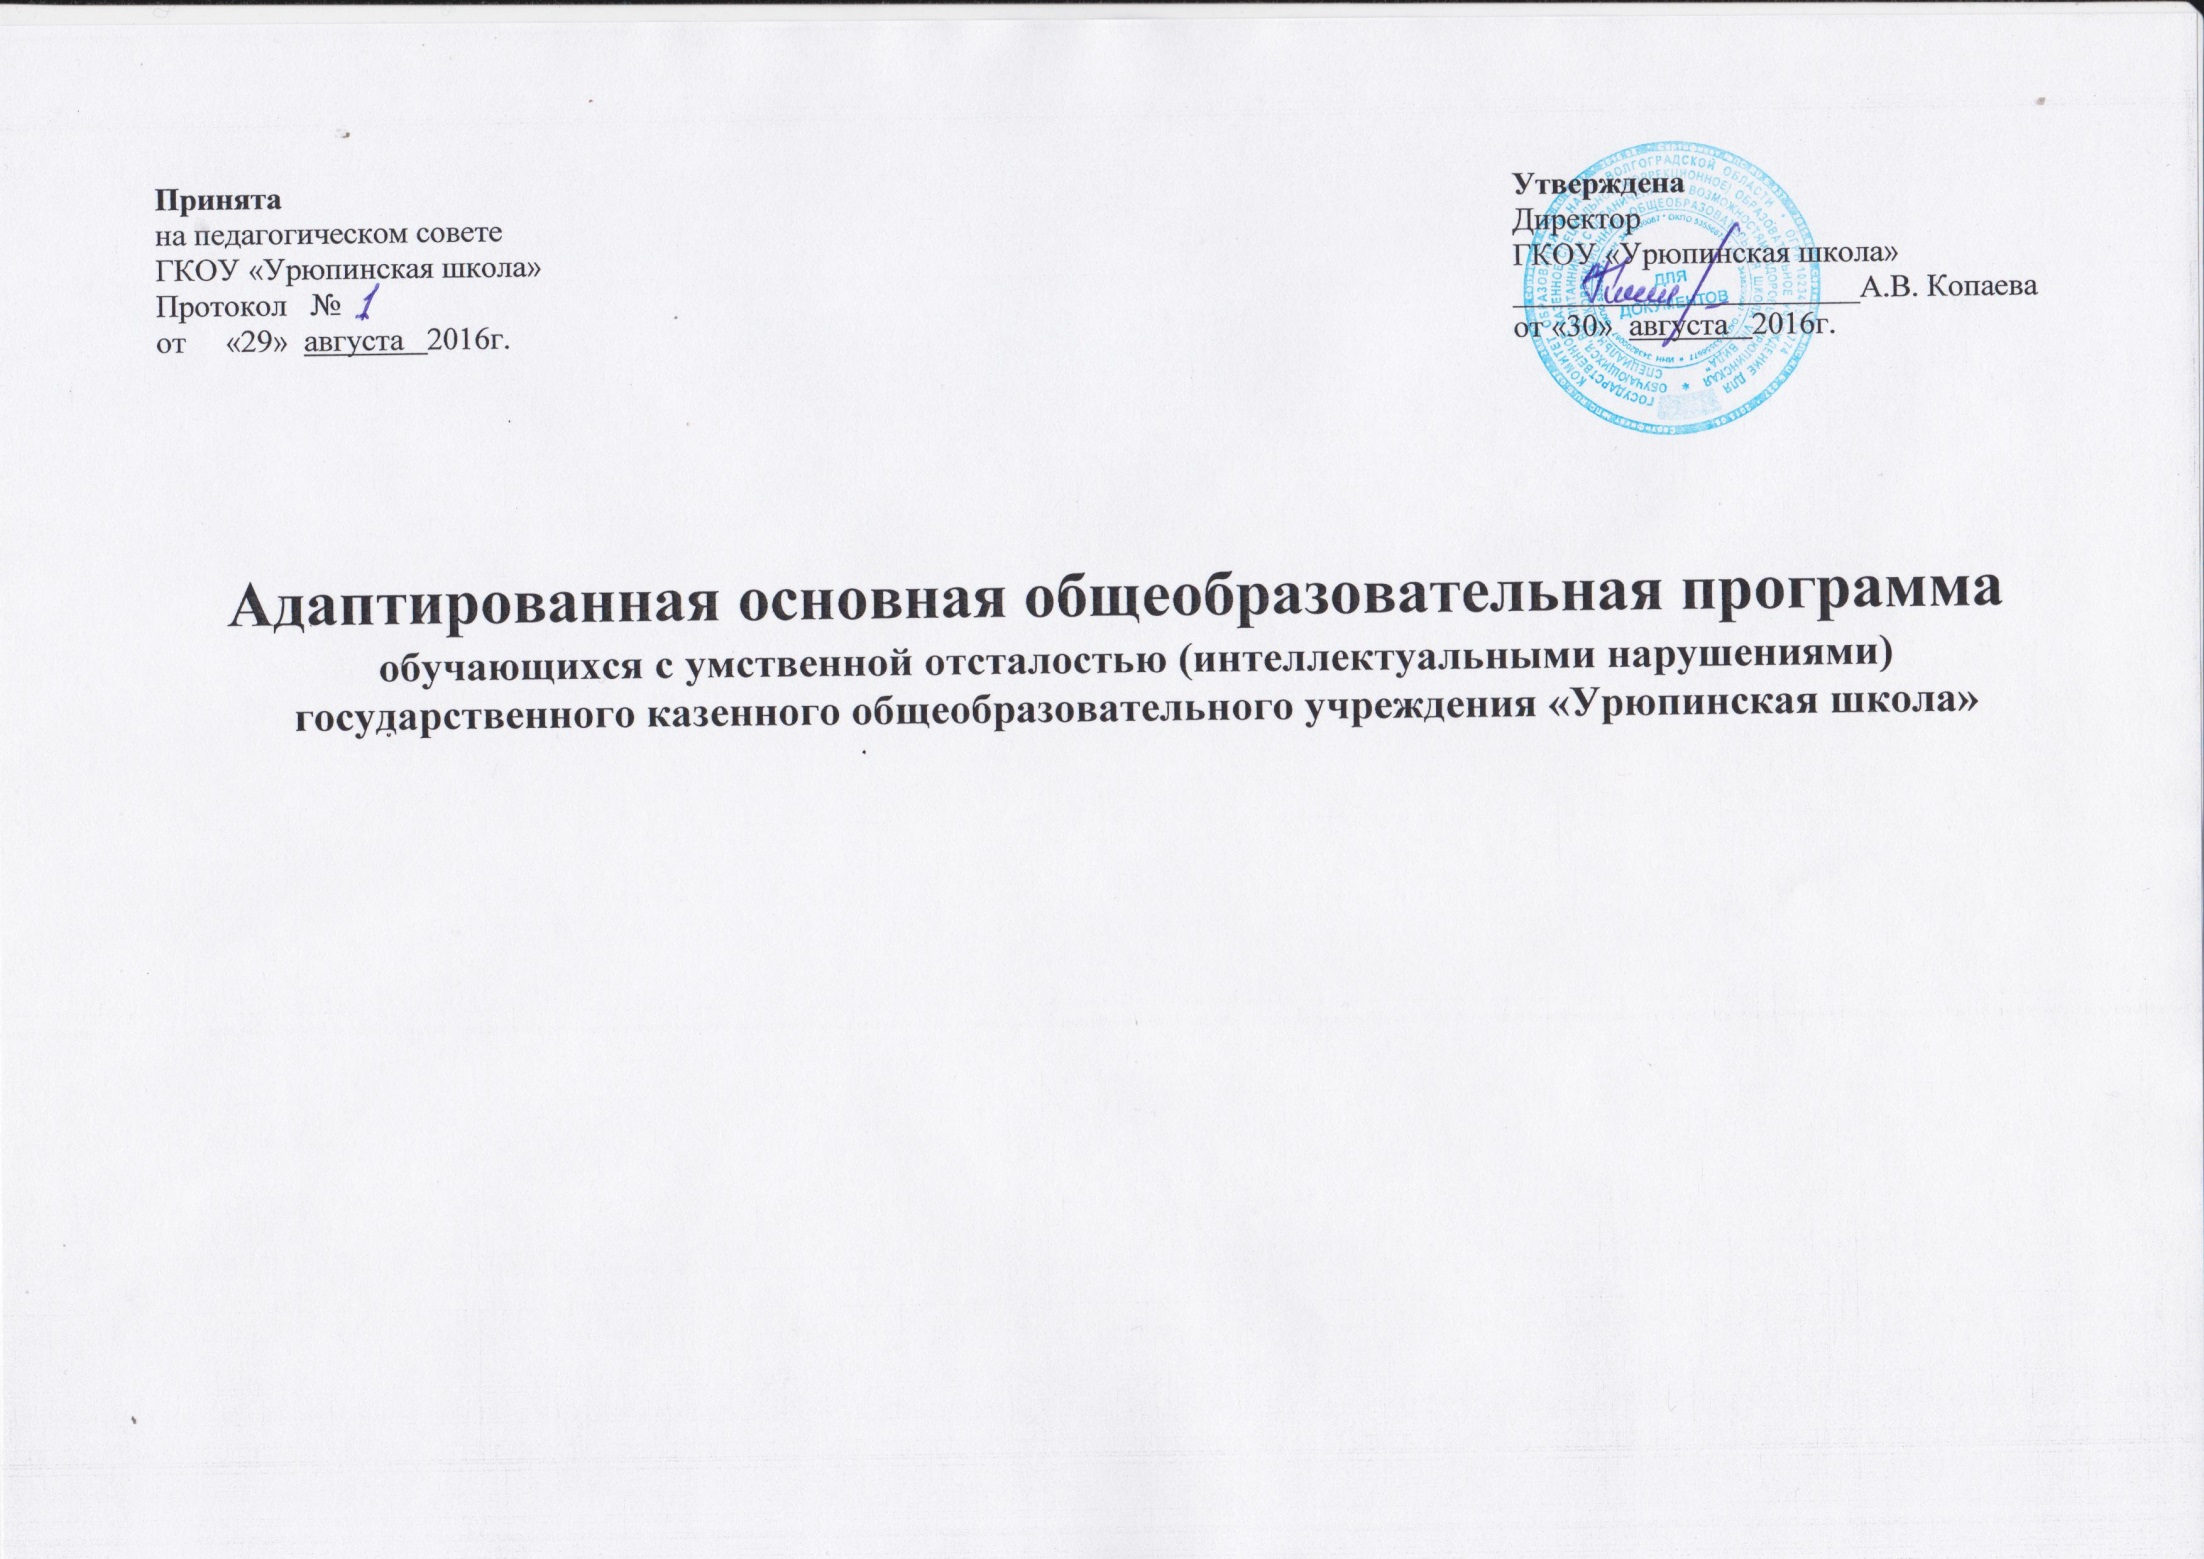 Принята
на педагогическом совете
ГКОУ «Урюпинская школа»
Протокол № 1
от «29» августа 2016г.
Утверждена
Директор
ГКОУ «Урюпинская школа»
А.В. Копаева
от «30» августа 2016г.
ДЛЯ
ДОКУМЕНТОВ
Адаптированная основная общеобразовательная программа
обучающихся с умственной отсталостью (интеллектуальными нарушениями)
государственного казенного общеобразовательного учреждения «Урюпинская школа»